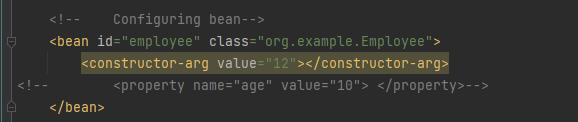 <!--    Configuring bean-->
<bean id="employee" class="org.example.Employee">
<constructor-arg value="12"></constructor-arg>
<!--        <property name="age" value="10"> </property>-->
</bean>